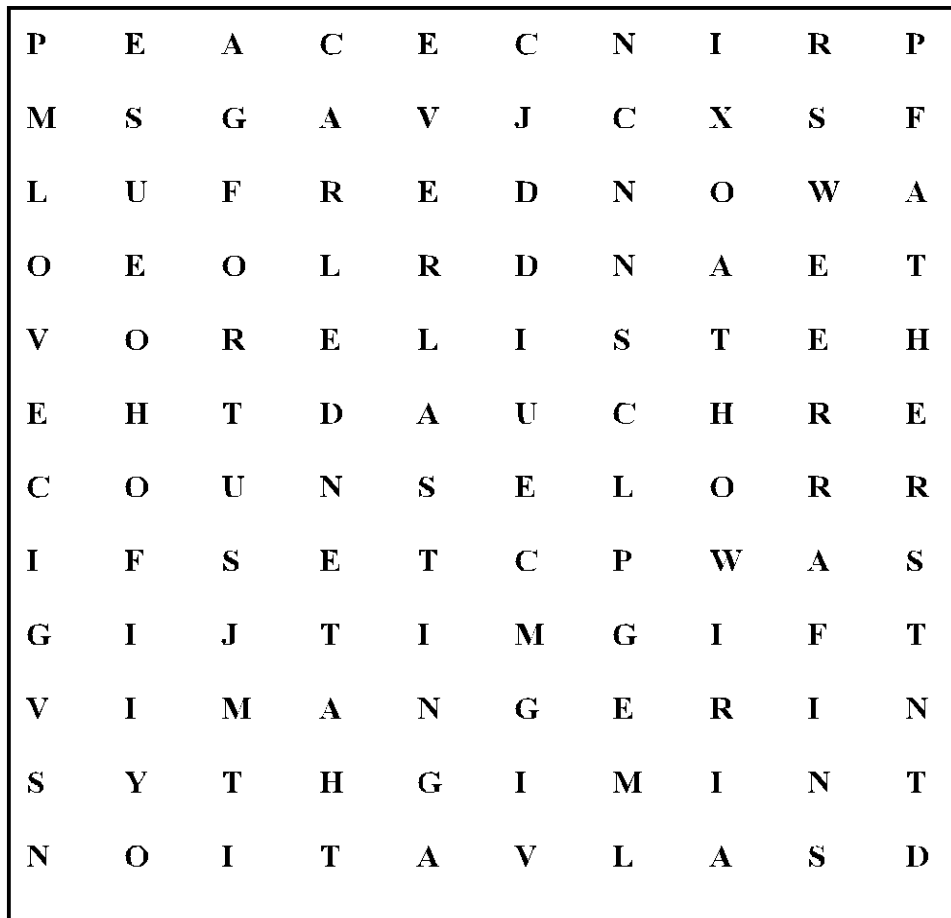 P E A C E C N I R P
M S G A V J C X S F
L U F R E D N O W A
O E O L R D N A E T
V O R E L I S T E H
E H T D A U C H R E
C O U N S E L O R R
I F S E T C P W A S
G I J T I M G I F T
V I M A N G E R I N
S Y T H G I M I N T
N O I T A V L A S D